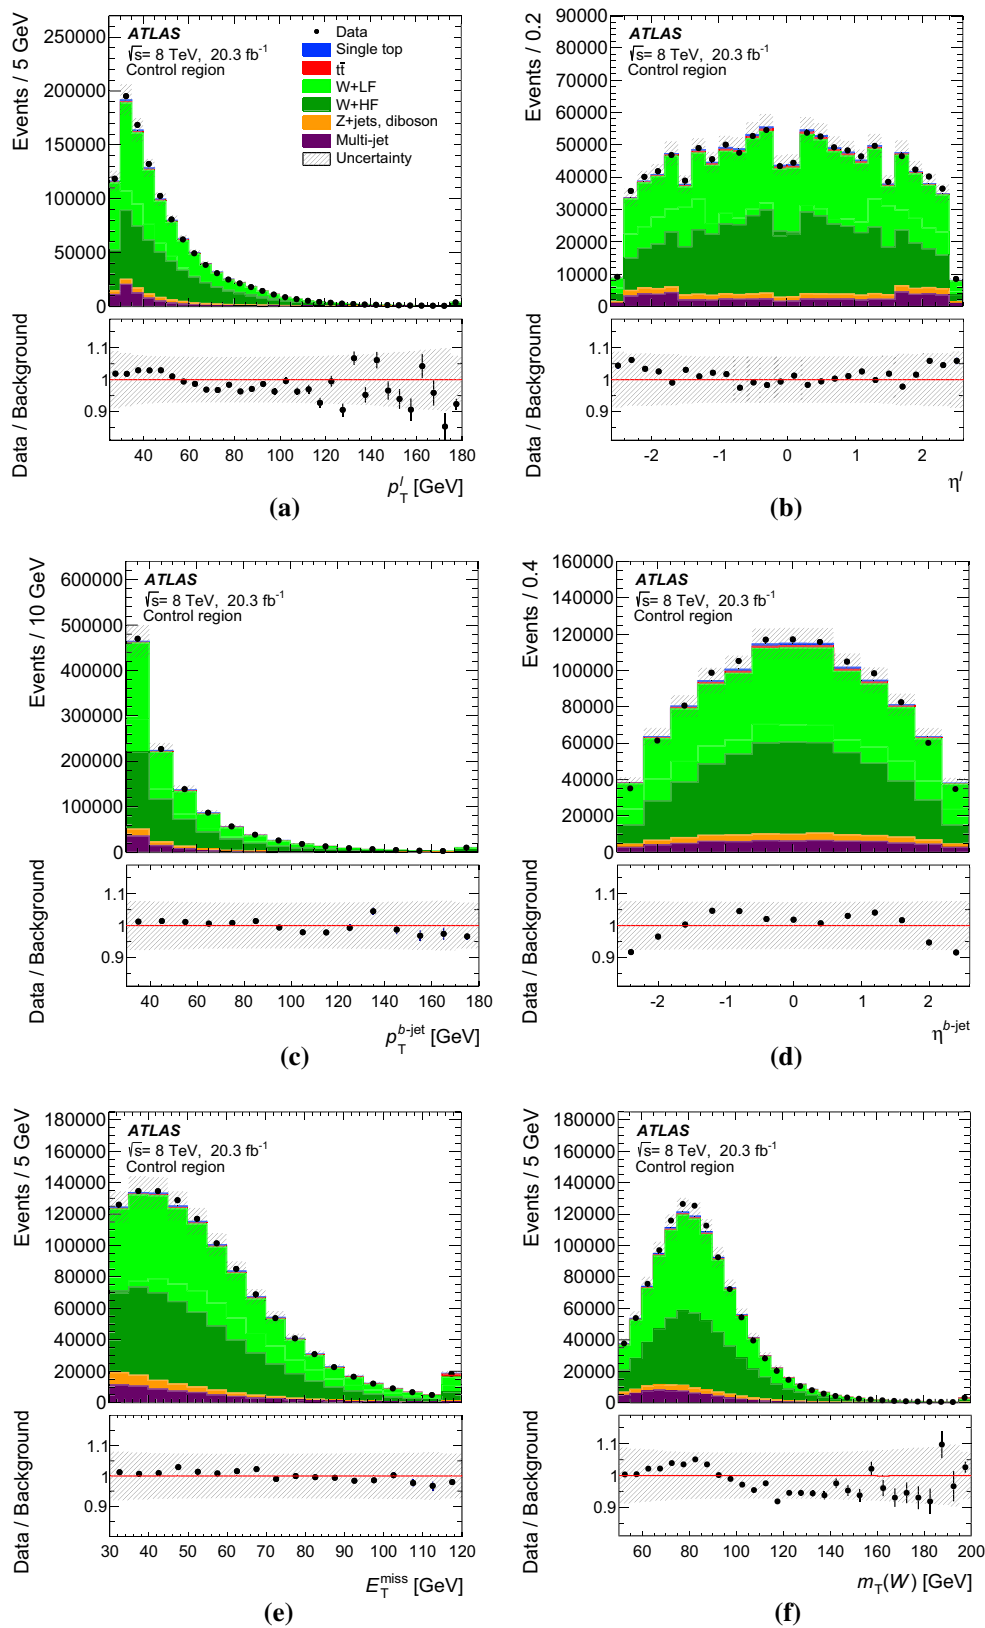 Events / 5 GeV
250000
200000
150000
100000
50000
0
ATLAS
√s= 8 TeV, 20.3 fb⁻¹
Control region
Data
Single top
tt̄
W+LF
W+HF
Z+jets, diboson
Multi-jet
Uncertainty
Data / Background
1.1
1
0.9
40 60 80 100 120 140 160 180
p_T^l [GeV]
(a)
Events / 0.2
90000
80000
70000
60000
50000
40000
30000
20000
10000
0
ATLAS
√s= 8 TeV, 20.3 fb⁻¹
Control region
Data / Background
1.1
1
0.9
-2 -1 0 1 2
η^l
(b)
Events / 10 GeV
600000
500000
400000
300000
200000
100000
0
ATLAS
√s= 8 TeV, 20.3 fb⁻¹
Control region
Data / Background
1.1
1
0.9
40 60 80 100 120 140 160 180
p_T^b-jet [GeV]
(c)
Events / 0.4
160000
140000
120000
100000
80000
60000
40000
20000
0
ATLAS
√s= 8 TeV, 20.3 fb⁻¹
Control region
Data / Background
1.1
1
0.9
-2 -1 0 1 2
η^b-jet
(d)
Events / 5 GeV
180000
160000
140000
120000
100000
80000
60000
40000
20000
0
ATLAS
√s= 8 TeV, 20.3 fb⁻¹
Control region
Data / Background
1.1
1
0.9
30 40 50 60 70 80 90 100 110 120
E_T^miss [GeV]
(e)
Events / 5 GeV
180000
160000
140000
120000
100000
80000
60000
40000
20000
0
ATLAS
√s= 8 TeV, 20.3 fb⁻¹
Control region
Data / Background
1.1
1
0.9
60 80 100 120 140 160 180 200
m_T(W) [GeV]
(f)